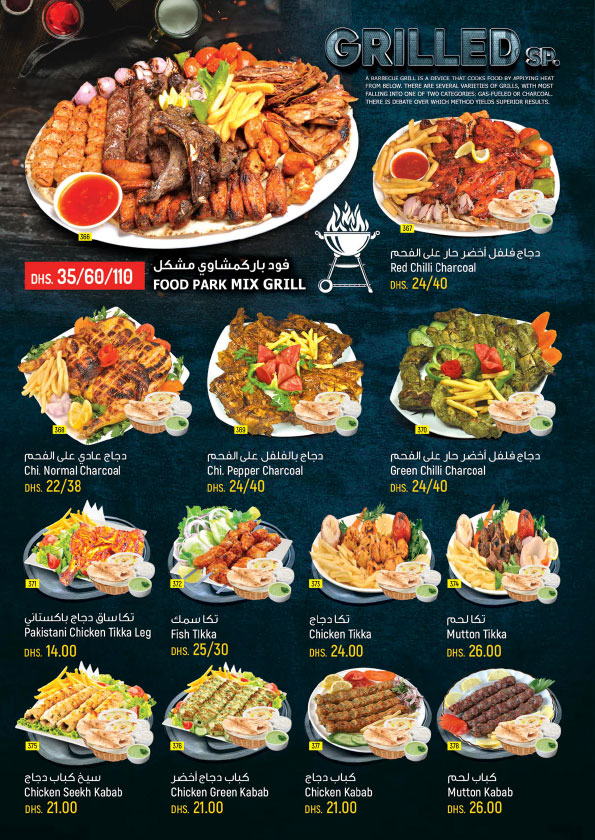 GRILLED SP.
A BARBECUE GRILL IS A DEVICE THAT COOKS FOOD BY APPLYING HEAT
FROM BELOW. THERE ARE SEVERAL VARIETIES OF GRILLS, WITH MOST
FALLING INTO ONE OF TWO CATEGORIES: GAS-FUELED OR CHARCOAL.
THERE IS DEBATE OVER WHICH METHOD YIELDS SUPERIOR RESULTS.
366
DHS. 35/60/110
فود بارك مشاوي مشكل
FOOD PARK MIX GRILL
367
دجاج فلفل أخضر حار على الفحم
Red Chilli Charcoal
DHS. 24/40
368
دجاج عادي على الفحم
Chi. Normal Charcoal
DHS. 22/38
369
دجاج بالفلفل على الفحم
Chi. Pepper Charcoal
DHS. 24/40
370
دجاج فلفل أخضر حار على الفحم
Green Chilli Charcoal
DHS. 24/40
371
تكا ساق دجاج باكستاني
Pakistani Chicken Tikka Leg
DHS. 14.00
372
تكا سمك
Fish Tikka
DHS. 25/30
373
تكا دجاج
Chicken Tikka
DHS. 24.00
374
تكا لحم
Mutton Tikka
DHS. 26.00
375
سيخ كباب دجاج
Chicken Seekh Kabab
DHS. 21.00
376
كباب دجاج أخضر
Chicken Green Kabab
DHS. 21.00
377
كباب دجاج
Chicken Kabab
DHS. 21.00
378
كباب لحم
Mutton Kabab
DHS. 26.00